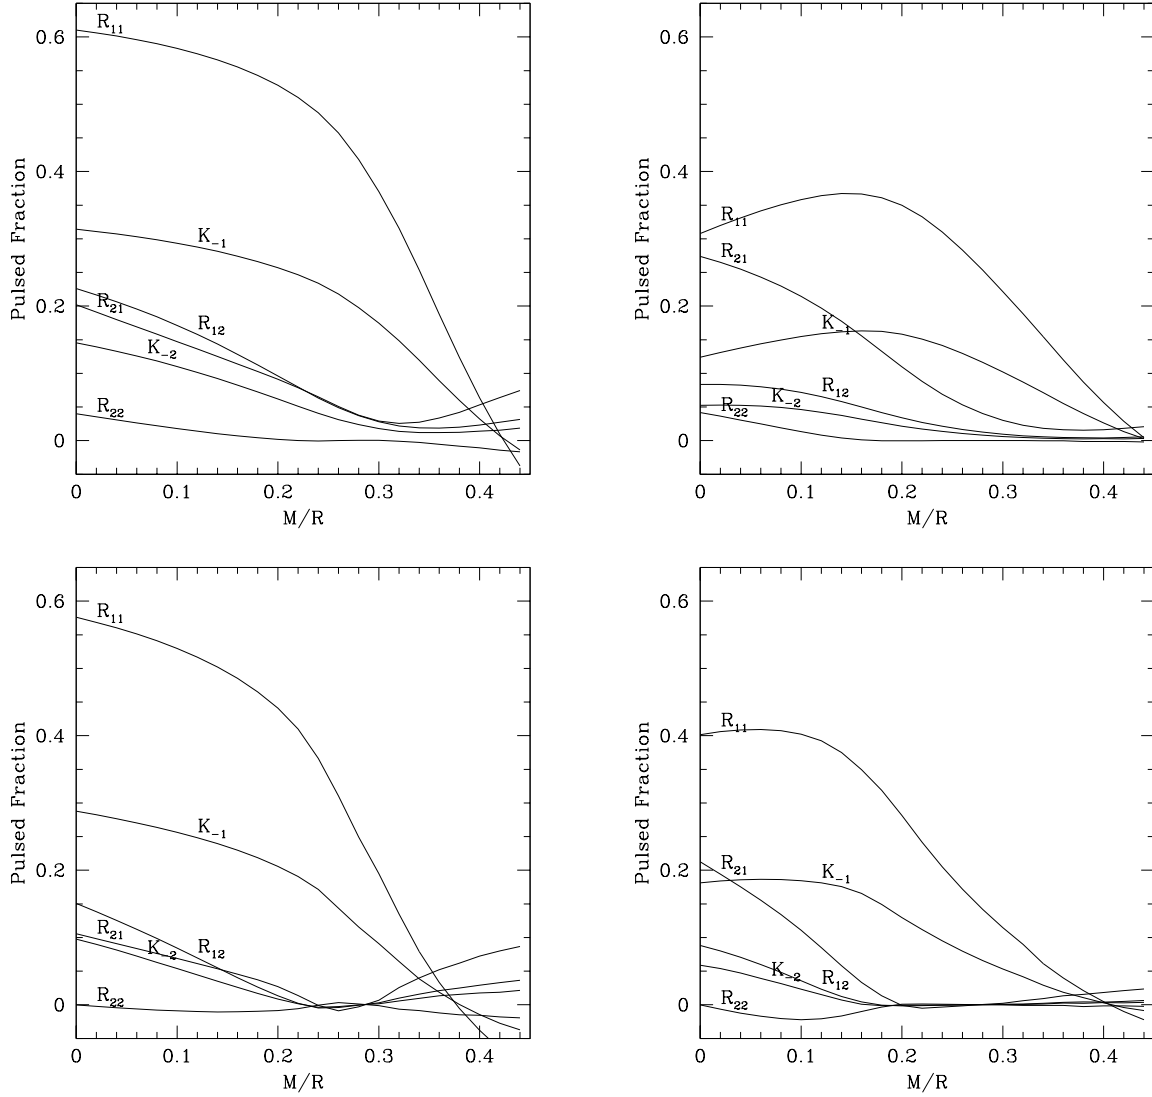 0.6
0.4
0.2
0
Pulsed Fraction
R₁₁
K₋₁
R₂₁
R₁₂
K₋₂
R₂₂
0 0.1 0.2 0.3 0.4
M/R
0.6
0.4
0.2
0
Pulsed Fraction
R₁₁
R₂₁
K₋₁
R₁₂
K₋₂
R₂₂
0 0.1 0.2 0.3 0.4
M/R
0.6
0.4
0.2
0
Pulsed Fraction
R₁₁
K₋₁
R₂₁
K₋₂
R₁₂
R₂₂
0 0.1 0.2 0.3 0.4
M/R
0.6
0.4
0.2
0
Pulsed Fraction
R₁₁
R₂₁
K₋₁
K₋₂
R₁₂
R₂₂
0 0.1 0.2 0.3 0.4
M/R